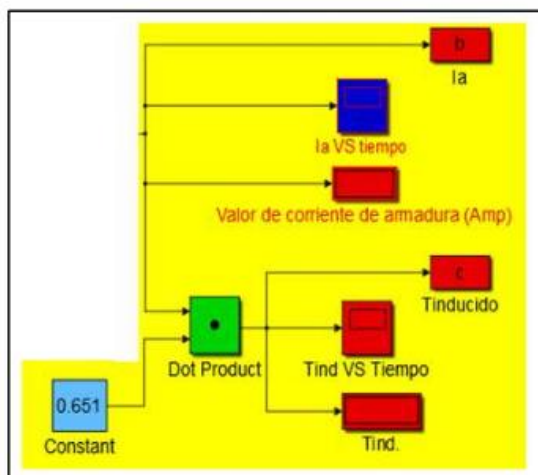 b
Ia
Ia VS tiempo
Valor de corriente de armadura (Amp)
c
Tinducido
Dot Product
Tind VS Tiempo
0.651
Constant
Tind.